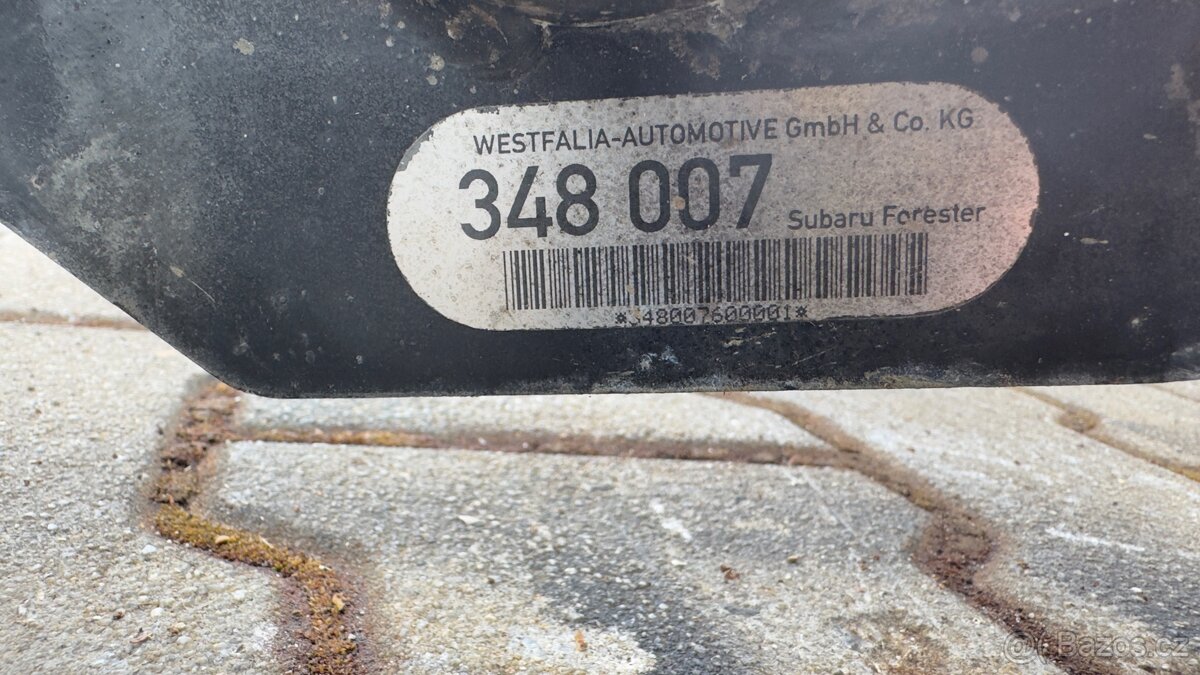 WESTFALIA-AUTOMOTIVE GmbH & Co. KG
348 007 Subaru Forester
*348007600001*
Bazos.cz